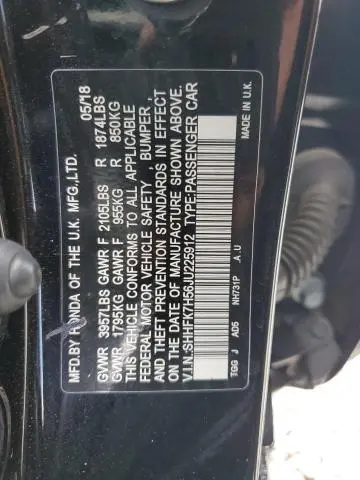 MFD.BY HONDA OF THE U.K. MFG.,LTD. 05/18
GVWR 3957LBS GAWR F 2105LBS R 1874LBS
GVWR 1795KG GAWR F 955KG R 850KG
THIS VEHICLE CONFORMS TO ALL APPLICABLE
FEDERAL MOTOR VEHICLE SAFETY , BUMPER ,
AND THEFT PREVENTION STANDARDS IN EFFECT
ON THE DATE OF MANUFACTURE SHOWN ABOVE.
V.I.N.:SHHFK7H56JU225912 TYPE:PASSENGER CAR
TGG J AD5 NH731P .A.U MADE IN U.K.